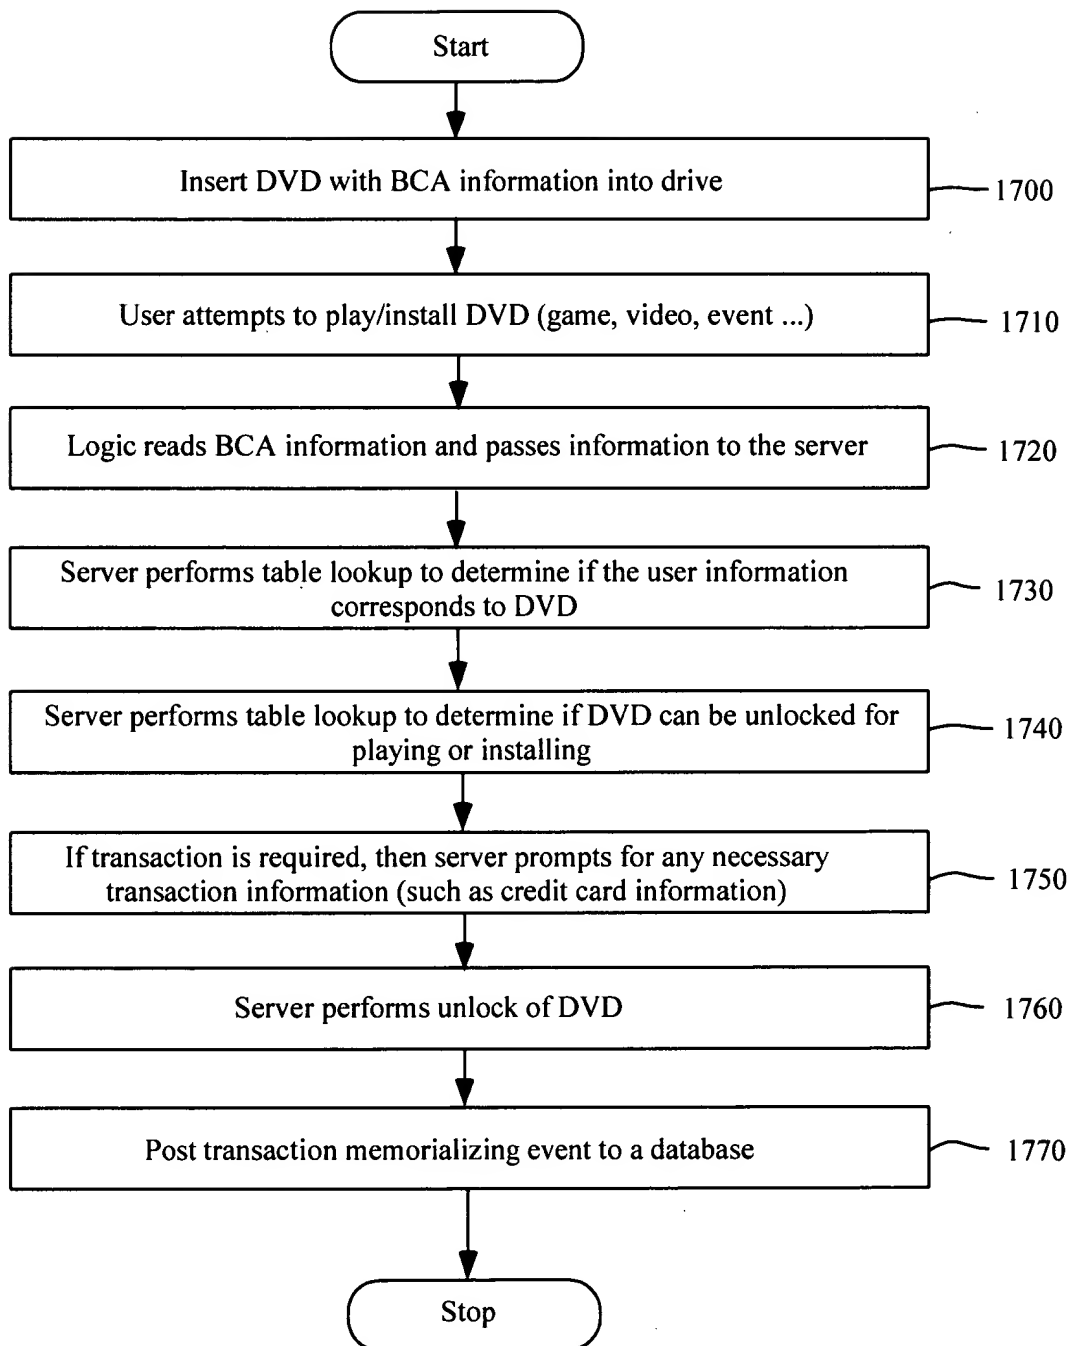 Start
Insert DVD with BCA information into drive
1700
User attempts to play/install DVD (game, video, event ...)
1710
Logic reads BCA information and passes information to the server
1720
Server performs table lookup to determine if the user information
corresponds to DVD
1730
Server performs table lookup to determine if DVD can be unlocked for
playing or installing
1740
If transaction is required, then server prompts for any necessary
transaction information (such as credit card information)
1750
Server performs unlock of DVD
1760
Post transaction memorializing event to a database
1770
Stop